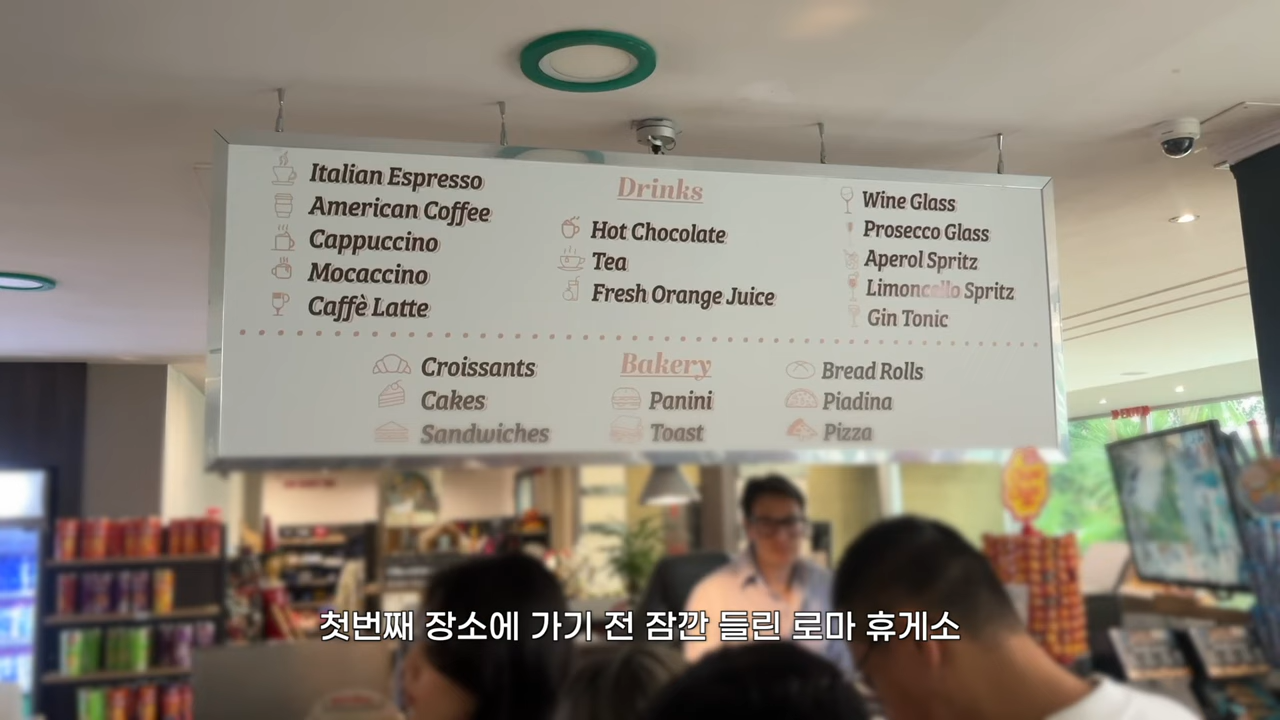 Italian Espresso
American Coffee
Cappuccino
Mocaccino
Caffè Latte
Drinks
Hot Chocolate
Tea
Fresh Orange Juice
Wine Glass
Prosecco Glass
Aperol Spritz
Limoncello Spritz
Gin Tonic
Croissants
Cakes
Sandwiches
Bakery
Panini
Toast
Bread Rolls
Piadina
Pizza
첫번째 장소에 가기 전 잠깐 들린 로마 휴게소